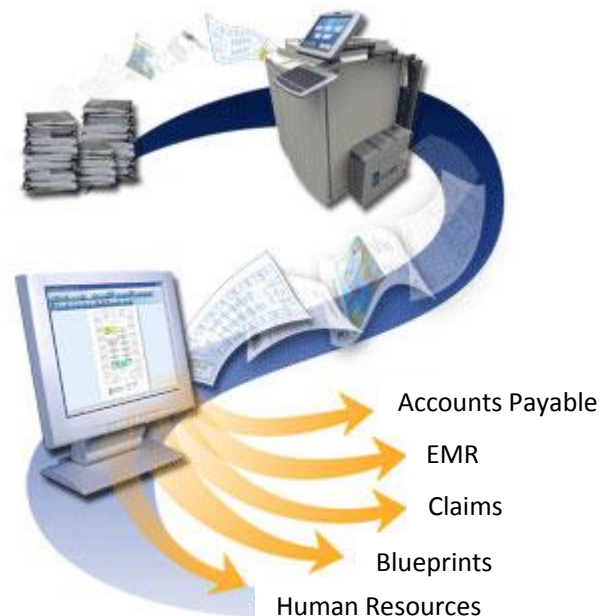 Accounts Payable
EMR
Claims
Blueprints
Human Resources